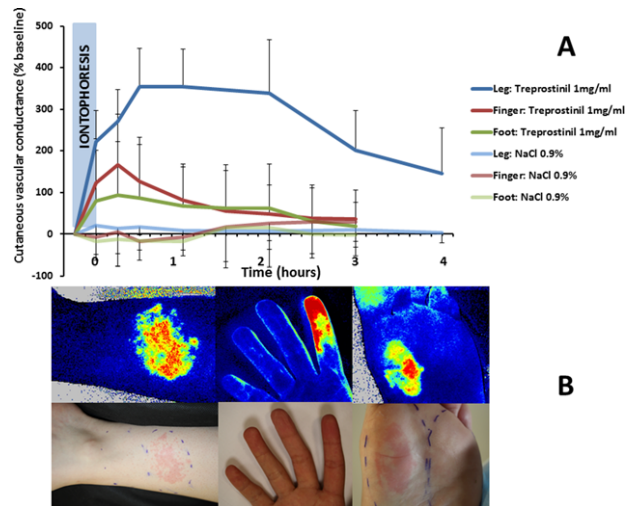 Cutaneous vascular conductance (% baseline)
500
400
300
200
100
0
-100
IONTOPHORESIS
0
1
2
3
4
Time (hours)
A
Leg: Treprostinil 1mg/ml
Finger: Treprostinil 1mg/ml
Foot: Treprostinil 1mg/ml
Leg: NaCl 0.9%
Finger: NaCl 0.9%
Foot: NaCl 0.9%
B